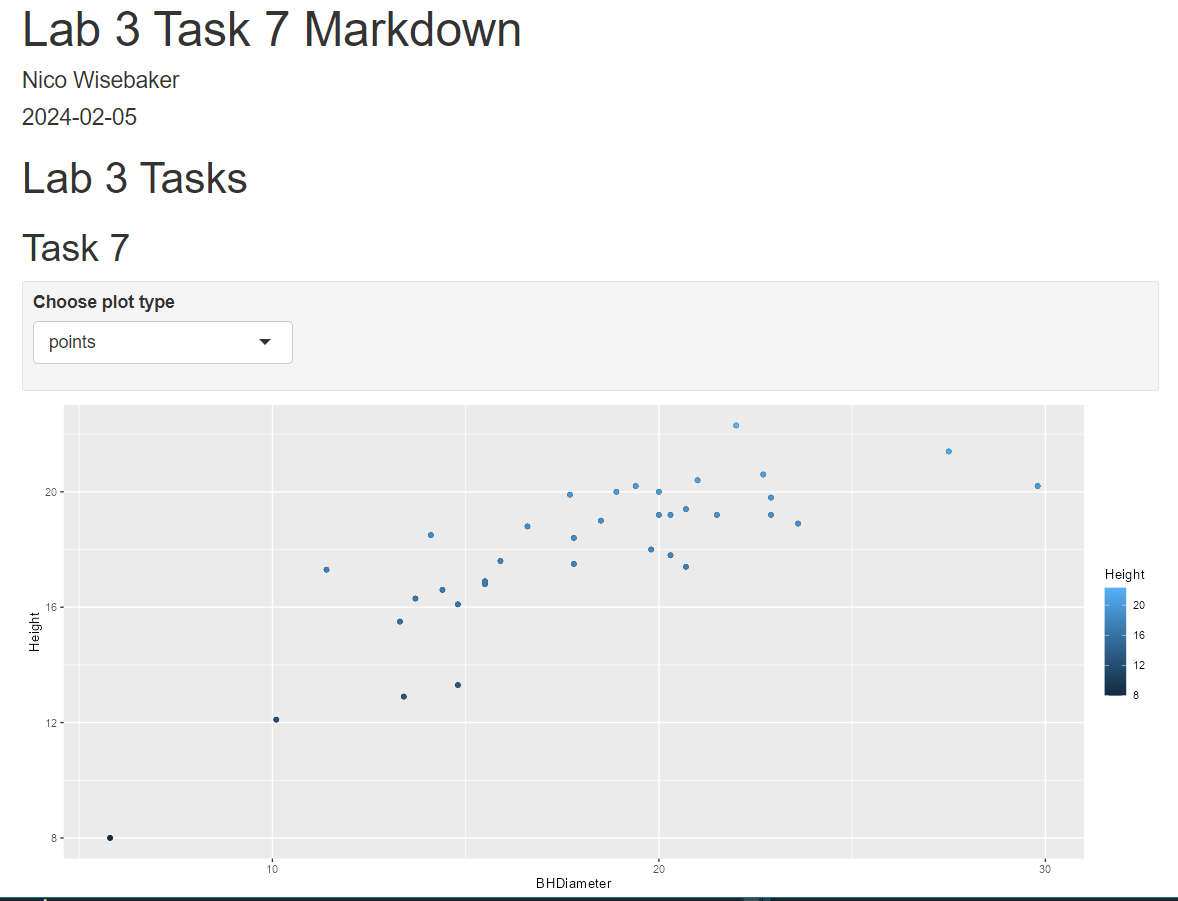 Lab 3 Task 7 Markdown
Nico Wisebaker
2024-02-05
Lab 3 Tasks
Task 7
Choose plot type
points
20
16
12
8
Height
10
20
30
BHDiameter
Height
20
16
12
8